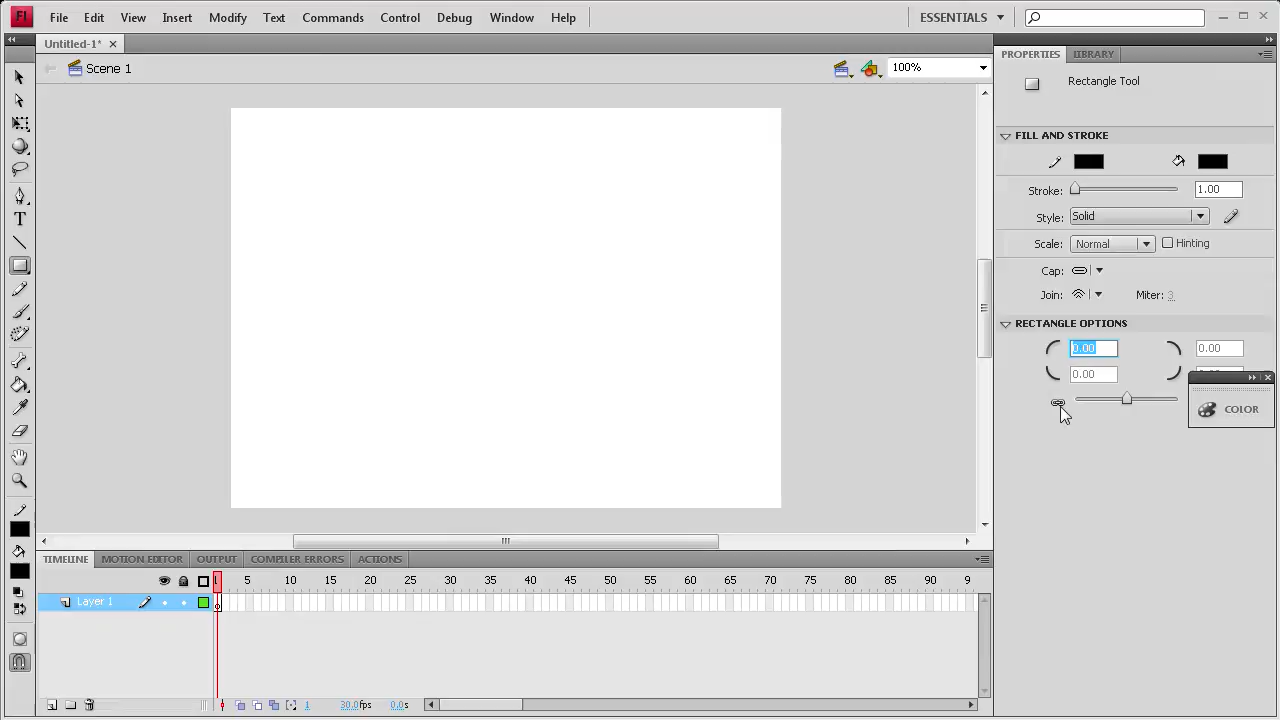 Fl File Edit View Insert Modify Text Commands Control Debug Window Help ESSENTIALS
Untitled-1*
PROPERTIES LIBRARY
Scene 1 100%
Rectangle Tool
FILL AND STROKE
Stroke: 1.00
Style: Solid
Scale: Normal Hinting
Cap:
Join: Miter: 3
RECTANGLE OPTIONS
0.00 0.00
0.00
COLOR
T
TIMELINE MOTION EDITOR OUTPUT COMPILER ERRORS ACTIONS
1 5 10 15 20 25 30 35 40 45 50 55 60 65 70 75 80 85 90 9
Layer 1
1 30.0fps 0.0s